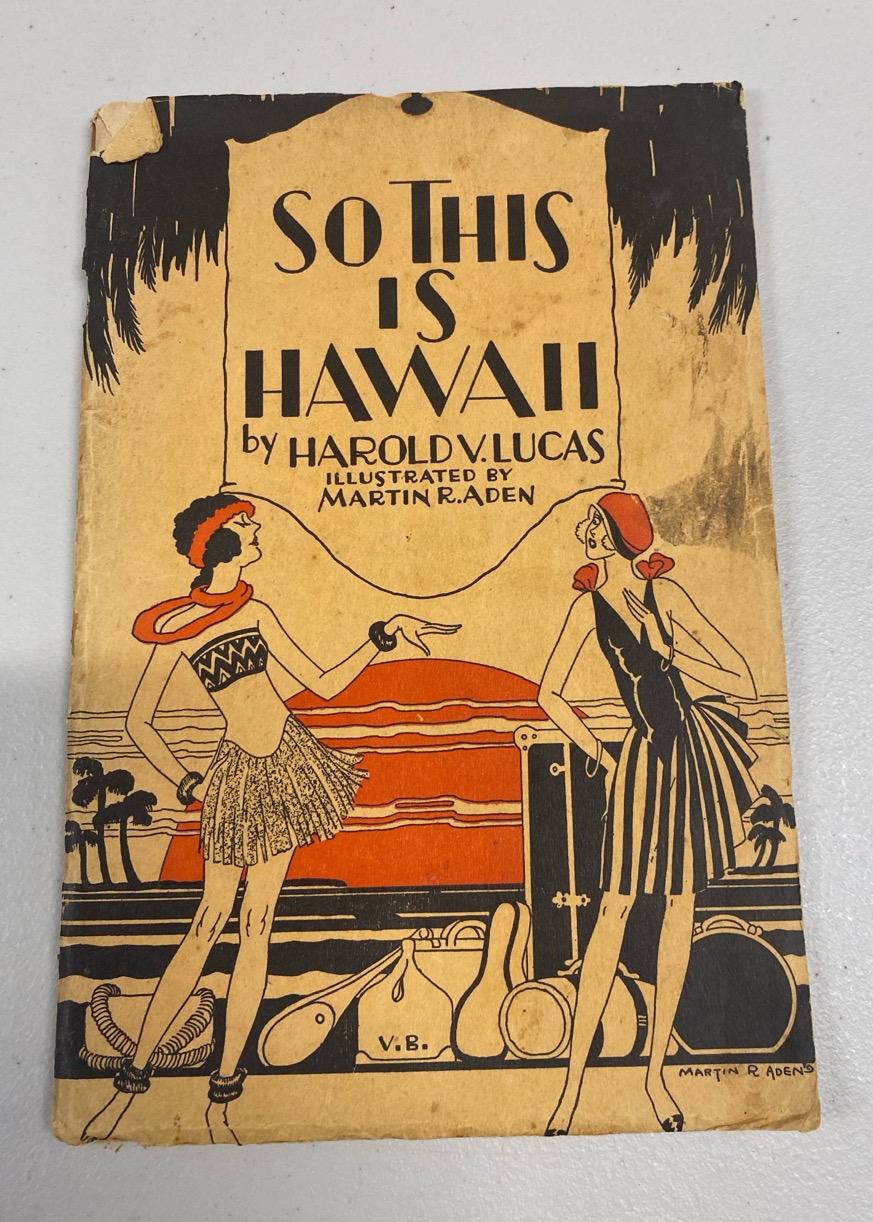 SO THIS
IS
HAWAII
by HAROLD V. LUCAS
ILLUSTRATED BY
MARTIN R. ADEN
V.B.
MARTIN R ADEN